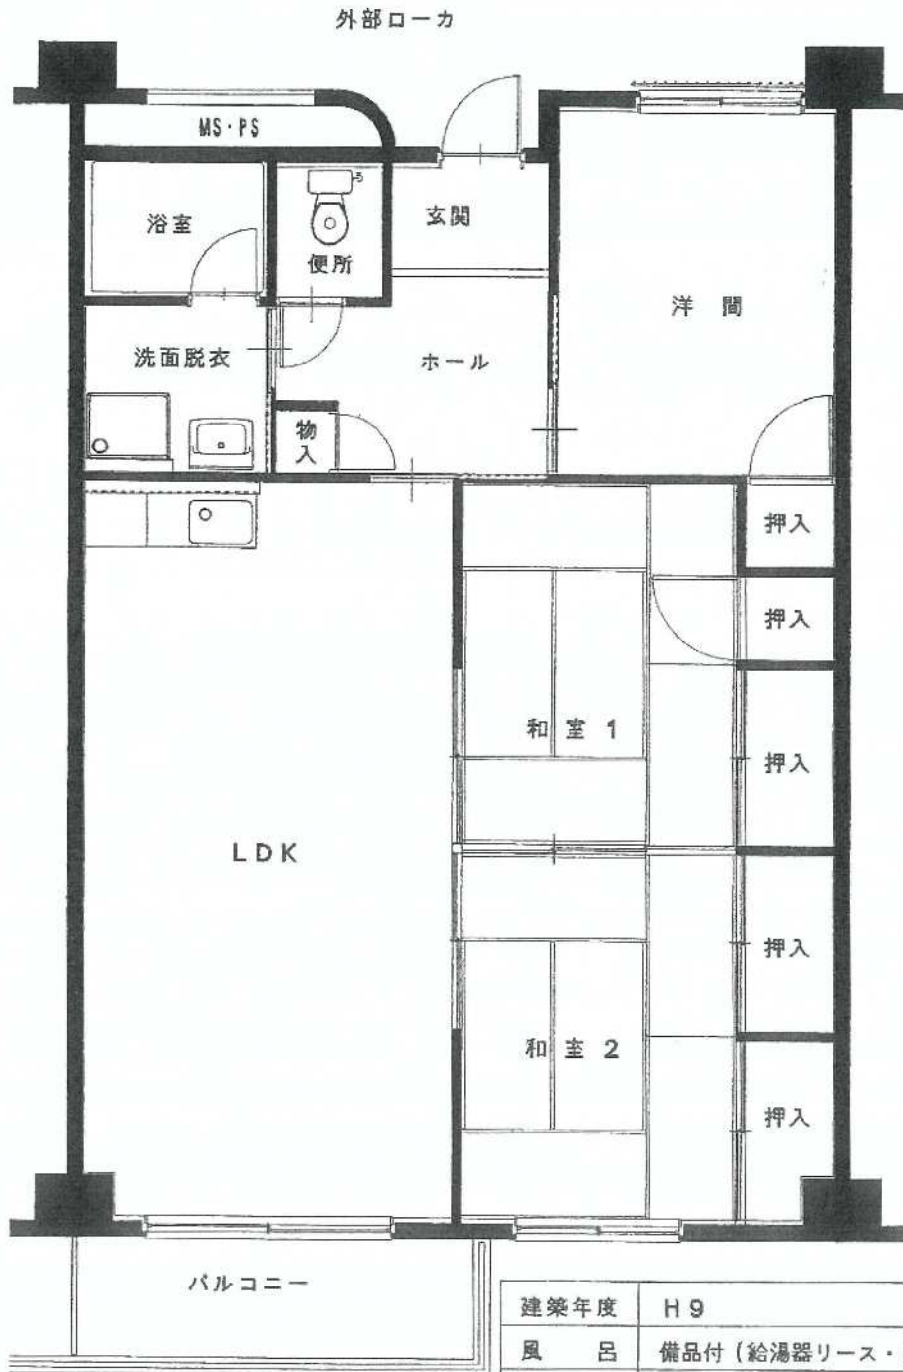 外部ローカ
MS・PS
浴室
便所
玄関
洋間
洗面脱衣
ホール
物入
押入
押入
和室 1
押入
LDK
押入
和室 2
押入
バルコニー
建築年度 H9
風呂 備品付（給湯器リース・